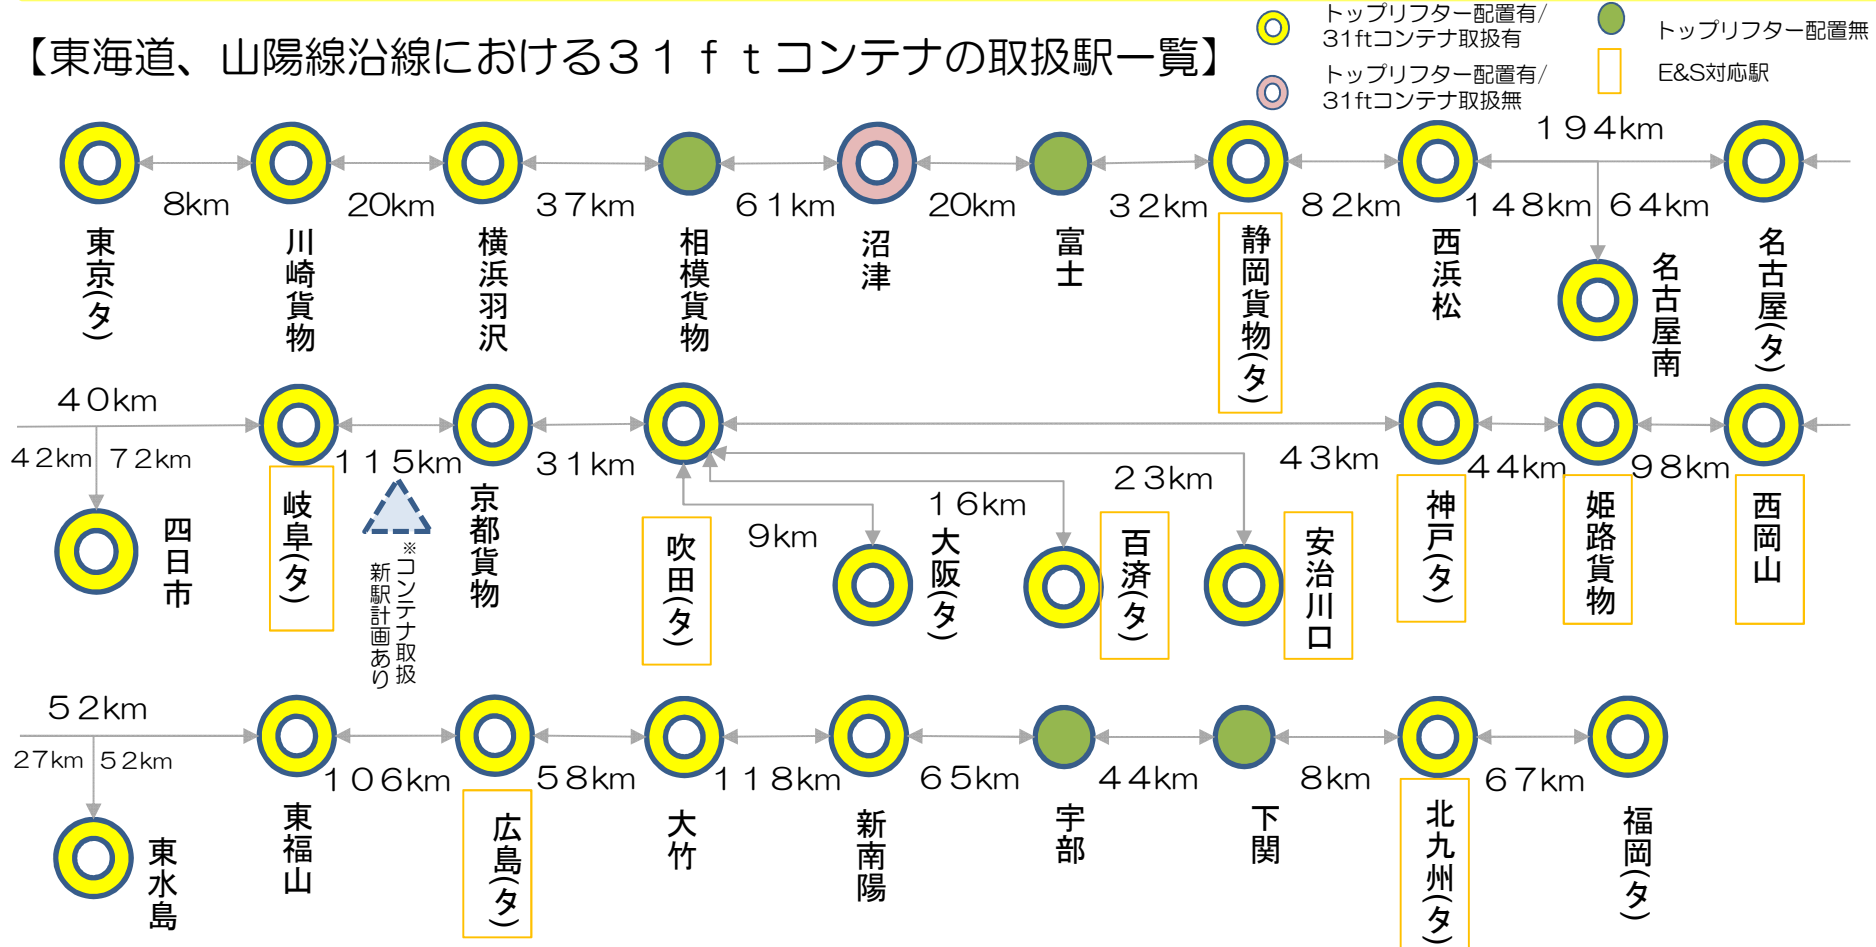 【東海道、山陽線沿線における３１ｆｔコンテナの取扱駅一覧】
トップリフター配置有/
31ftコンテナ取扱有
トップリフター配置有/
31ftコンテナ取扱無
トップリフター配置無
E&S対応駅
8km
20km
37km
61km
20km
32km
82km
194km
148km
64km
東京(タ)
川崎貨物
横浜羽沢
相模貨物
沼津
富士
静岡貨物(タ)
西浜松
名古屋南
名古屋(タ)
40km
42km
72km
115km
31km
9km
16km
23km
43km
44km
98km
四日市
岐阜(タ)
※コンテナ取扱
新駅計画あり
京都貨物
吹田(タ)
大阪(タ)
百済(タ)
安治川口
神戸(タ)
姫路貨物
西岡山
52km
27km
52km
106km
58km
118km
65km
44km
8km
67km
東水島
東福山
広島(タ)
大竹
新南陽
宇部
下関
北九州(タ)
福岡(タ)